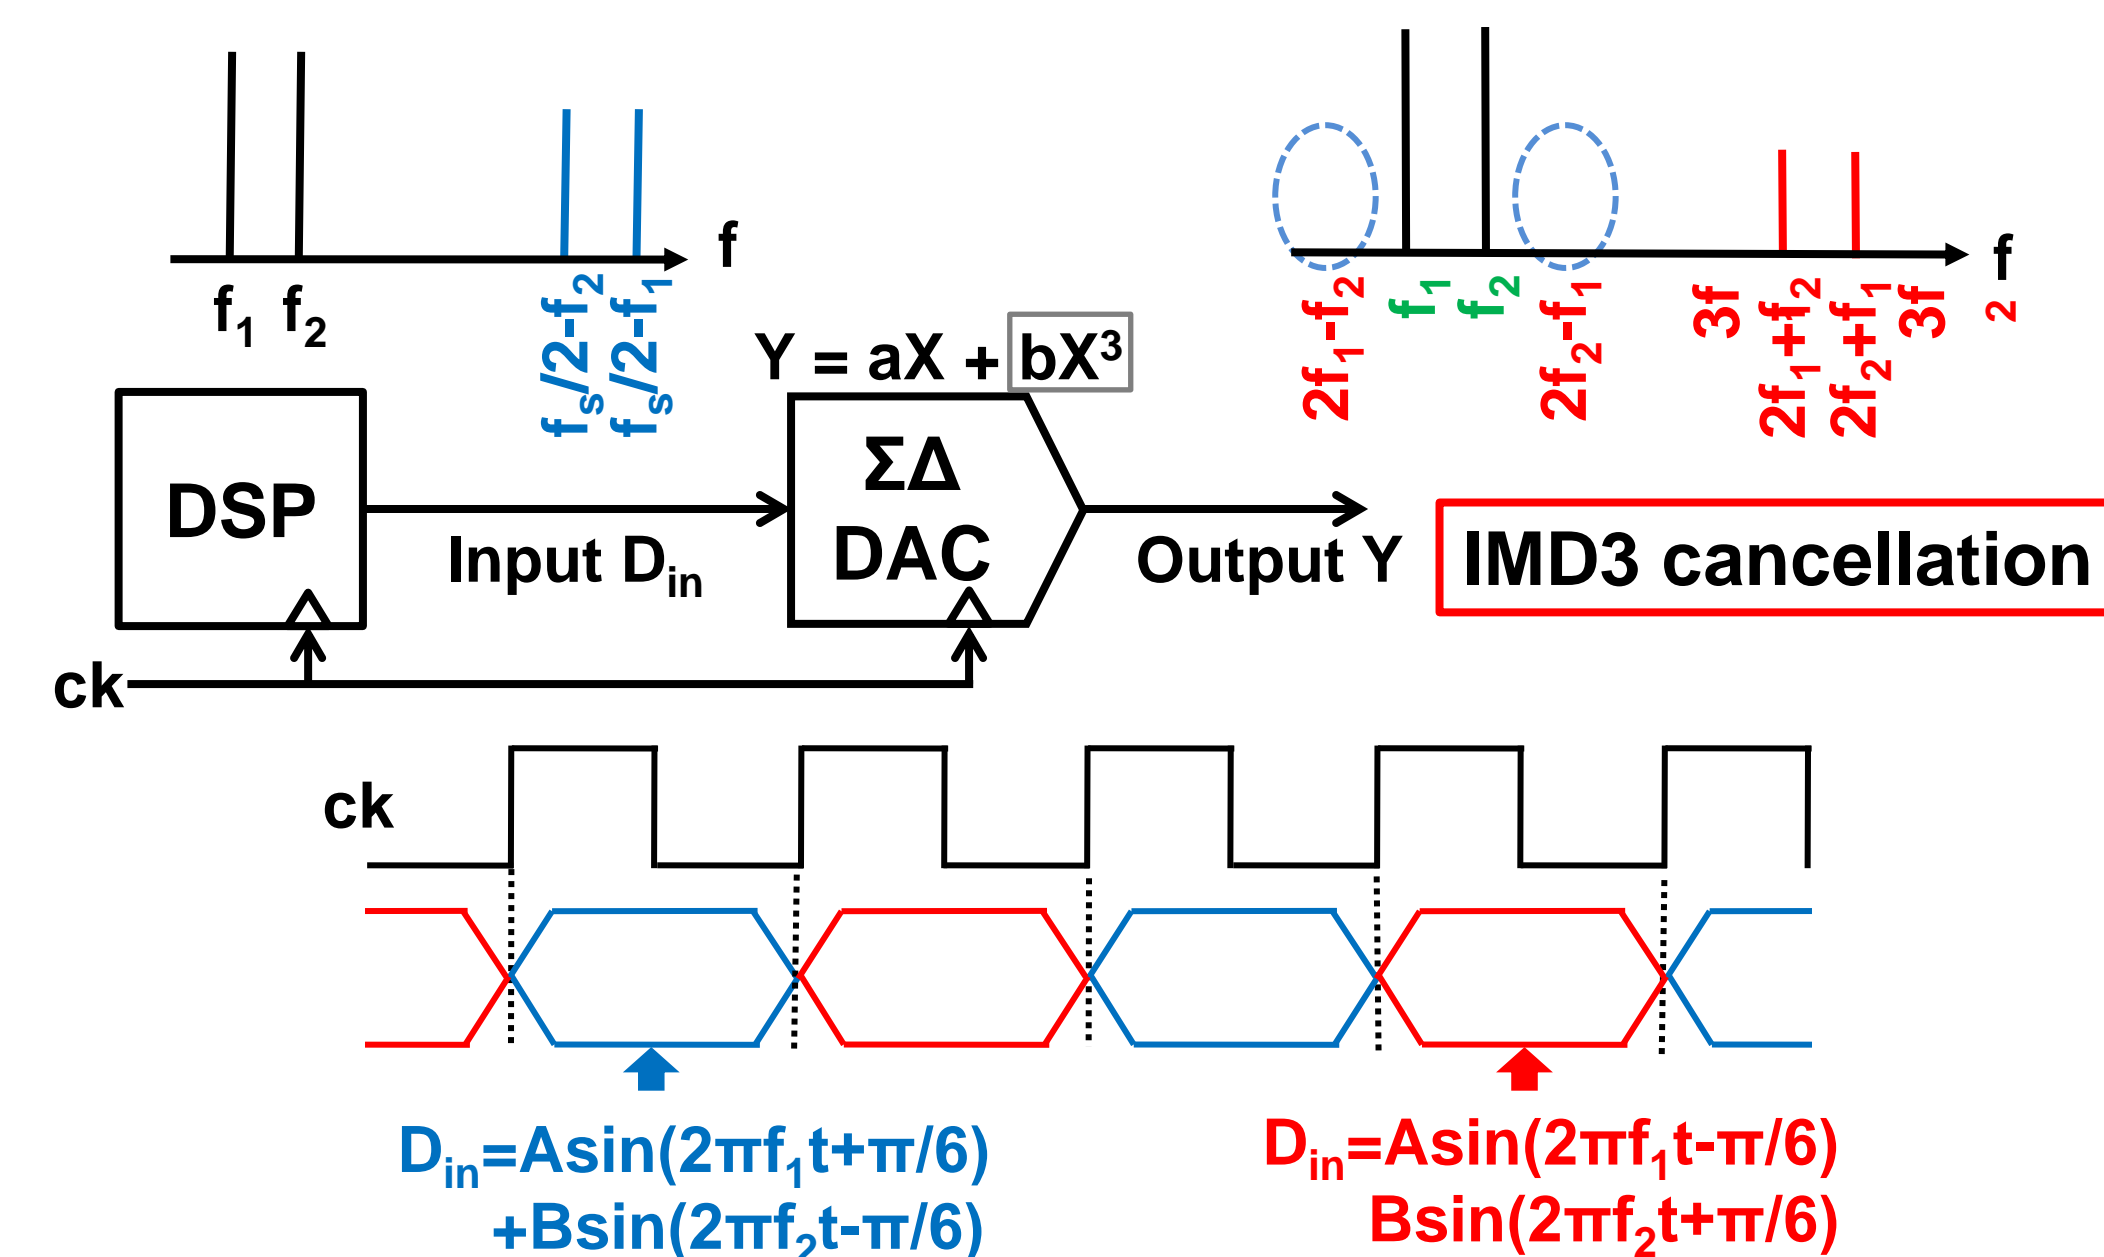 f
f₁ f₂
fₛ/2-f₂
fₛ/2-f₁
f
2f₁-f₂
f₁
f₂
2f₂-f₁
3f
2f₁+f₂
2f₂+f₁
3f
2
Y = aX + bX³
DSP
Input Dᵢₙ
ΣΔ
DAC
Output Y
IMD3 cancellation
ck
ck
Dᵢₙ=Asin(2πf₁t+π/6)
+Bsin(2πf₂t-π/6)
Dᵢₙ=Asin(2πf₁t-π/6)
Bsin(2πf₂t+π/6)